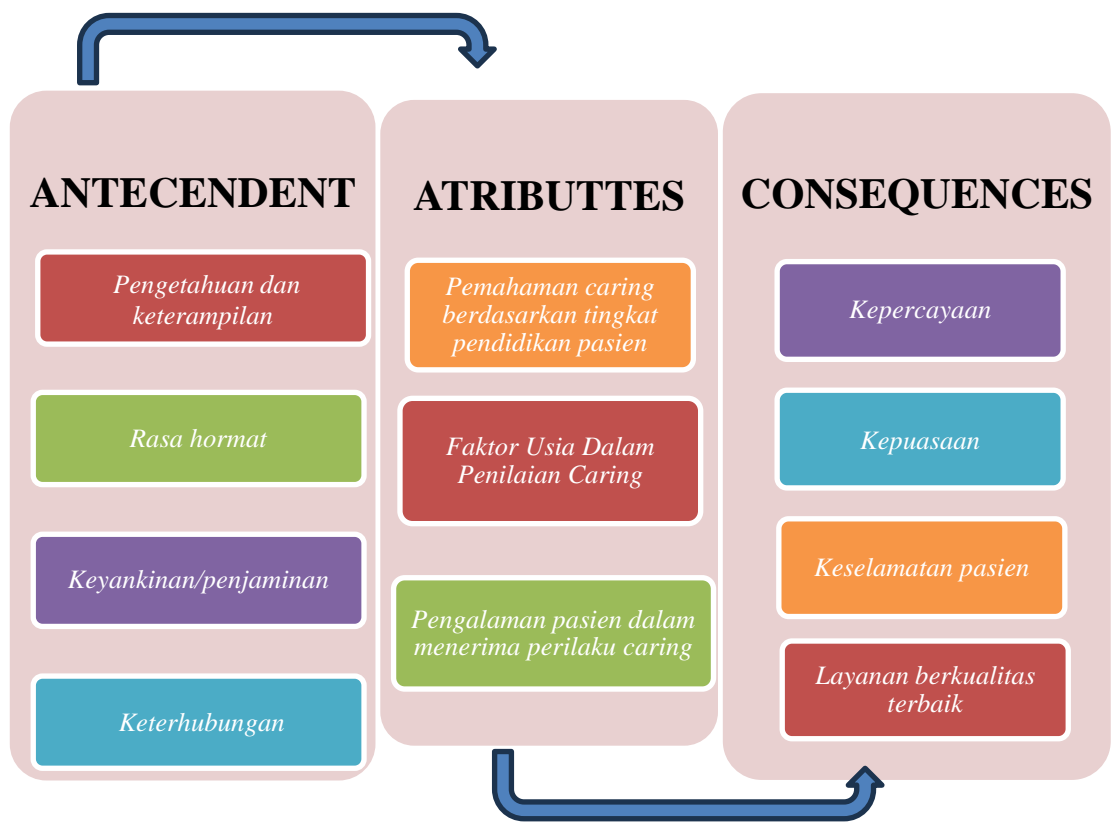 ANTECENDENT
Pengetahuan dan
keterampilan
Rasa hormat
Keyankinan/penjaminan
Keterhubungan
ATRIBUTTES
Pemahaman caring
berdasarkan tingkat
pendidikan pasien
Faktor Usia Dalam
Penilaian Caring
Pengalaman pasien dalam
menerima perilaku caring
CONSEQUENCES
Kepercayaan
Kepuasaan
Keselamatan pasien
Layanan berkualitas
terbaik